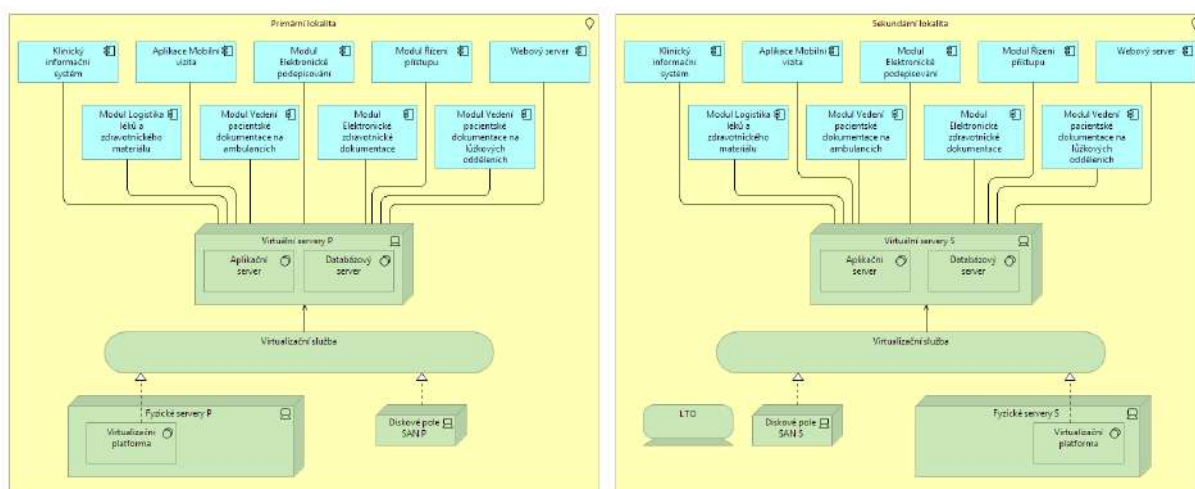 Primární lokalita
Klinický
informační
systém
Aplikace Mobilní
vizita
Modul
Elektronické
podepisování
Modul Řízení
přístupu
Webový server
Modul Logistika
léků a
zdravotnického
materiálu
Modul Vedení
pacientské
dokumentace na
ambulancích
Modul
Elektronické
zdravotnické
dokumentace
Modul Vedení
pacientské
dokumentace na
lůžkových
odděleních
Virtuální servery P
Aplikační
server
Databázový
server
Virtualizační služba
Fyzické servery P
Virtualizační
platforma
Diskové pole
SAN P
Sekundární lokalita
Klinický
informační
systém
Aplikace Mobilní
vizita
Modul
Elektronické
podepisování
Modul Řízení
přístupu
Webový server
Modul Logistika
léků a
zdravotnického
materiálu
Modul Vedení
pacientské
dokumentace na
ambulancích
Modul
Elektronické
zdravotnické
dokumentace
Modul Vedení
pacientské
dokumentace na
lůžkových
odděleních
Virtuální servery S
Aplikační
server
Databázový
server
Virtualizační služba
LTO
Diskové pole
SAN S
Fyzické servery S
Virtualizační
platforma